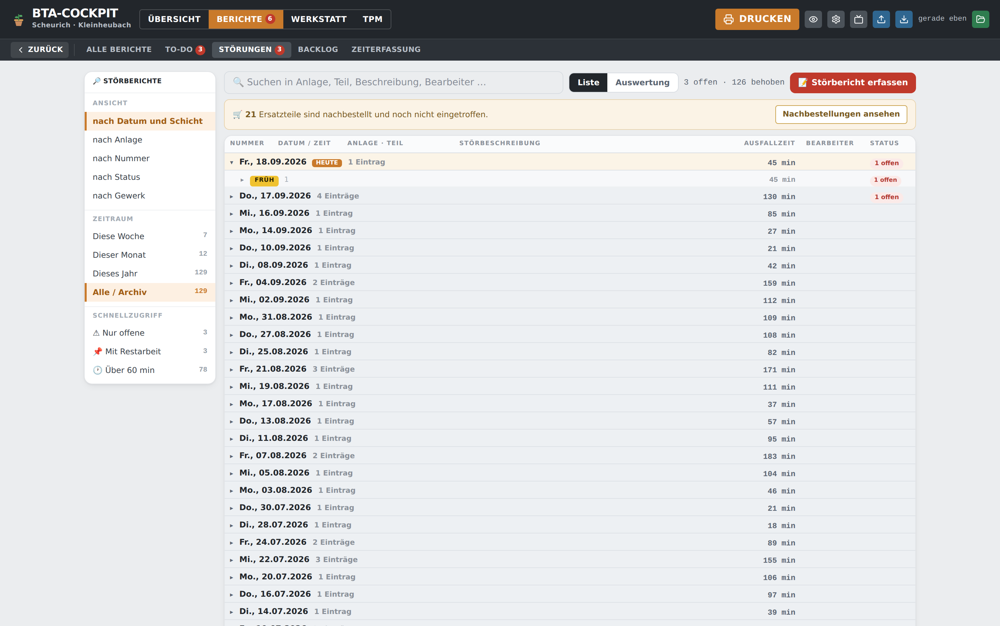 BTA-COCKPIT
Scheurich · Kleinheubach
ÜBERSICHT BERICHTE 6 WERKSTATT TPM
DRUCKEN gerade eben
ZURÜCK ALLE BERICHTE TO-DO 3 STÖRUNGEN 3 BACKLOG ZEITERFASSUNG
STÖRBERICHTE
ANSICHT
nach Datum und Schicht
nach Anlage
nach Nummer
nach Status
nach Gewerk
ZEITRAUM
Diese Woche 7
Dieser Monat 12
Dieses Jahr 129
Alle / Archiv 129
SCHNELLZUGRIFF
⚠ Nur offene 3
📌 Mit Restarbeit 3
🕐 Über 60 min 78
🔍 Suchen in Anlage, Teil, Beschreibung, Bearbeiter …
Liste Auswertung 3 offen · 126 behoben 📝 Störbericht erfassen
🛒 21 Ersatzteile sind nachbestellt und noch nicht eingetroffen. Nachbestellungen ansehen
NUMMER DATUM / ZEIT ANLAGE · TEIL STÖRBESCHREIBUNG AUSFALLZEIT BEARBEITER STATUS
▾ Fr., 18.09.2026 HEUTE 1 Eintrag 45 min 1 offen
▸ FRÜH 1 45 min 1 offen
▸ Do., 17.09.2026 4 Einträge 130 min 1 offen
▸ Mi., 16.09.2026 1 Eintrag 85 min
▸ Mo., 14.09.2026 1 Eintrag 27 min
▸ Do., 10.09.2026 1 Eintrag 21 min
▸ Di., 08.09.2026 1 Eintrag 42 min
▸ Fr., 04.09.2026 2 Einträge 159 min
▸ Mi., 02.09.2026 1 Eintrag 112 min
▸ Mo., 31.08.2026 1 Eintrag 109 min
▸ Do., 27.08.2026 1 Eintrag 108 min
▸ Di., 25.08.2026 1 Eintrag 82 min
▸ Fr., 21.08.2026 3 Einträge 171 min
▸ Mi., 19.08.2026 1 Eintrag 111 min
▸ Mo., 17.08.2026 1 Eintrag 37 min
▸ Do., 13.08.2026 1 Eintrag 57 min
▸ Di., 11.08.2026 1 Eintrag 95 min
▸ Fr., 07.08.2026 2 Einträge 183 min
▸ Mi., 05.08.2026 1 Eintrag 104 min
▸ Mo., 03.08.2026 1 Eintrag 46 min
▸ Do., 30.07.2026 1 Eintrag 21 min
▸ Di., 28.07.2026 1 Eintrag 18 min
▸ Fr., 24.07.2026 2 Einträge 89 min
▸ Mi., 22.07.2026 3 Einträge 155 min
▸ Mo., 20.07.2026 1 Eintrag 106 min
▸ Do., 16.07.2026 1 Eintrag 97 min
▸ Di., 14.07.2026 1 Eintrag 39 min